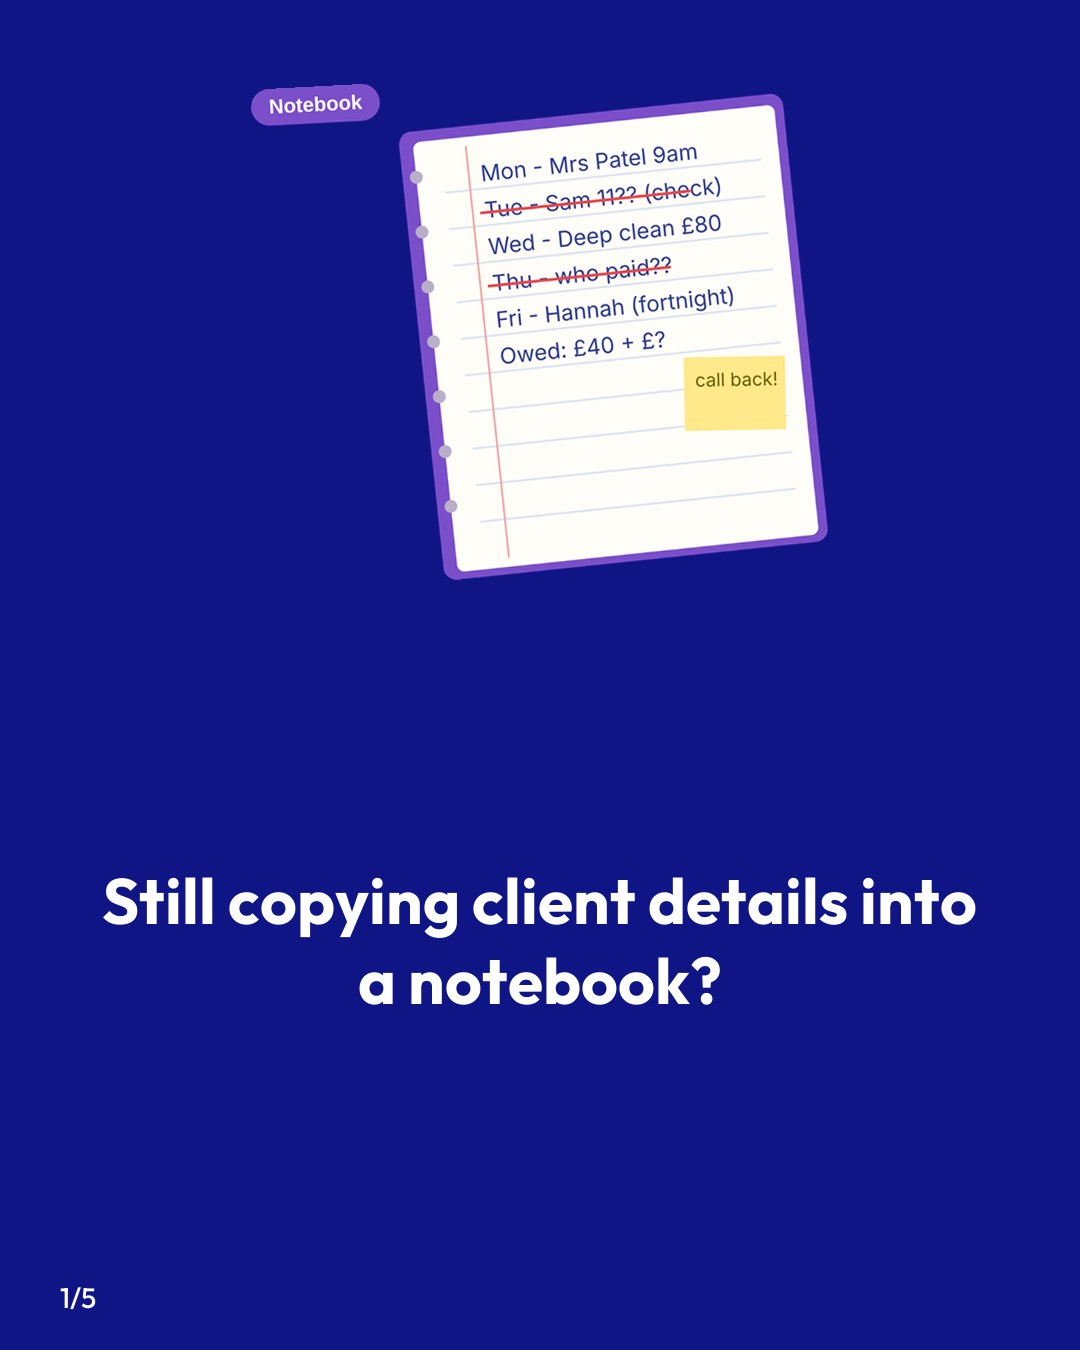 Notebook
Mon - Mrs Patel 9am
Tue - Sam 11?? (check)
Wed - Deep clean £80
Thu - who paid??
Fri - Hannah (fortnight)
Owed: £40 + £?
call back!
Still copying client details into
a notebook?
1/5